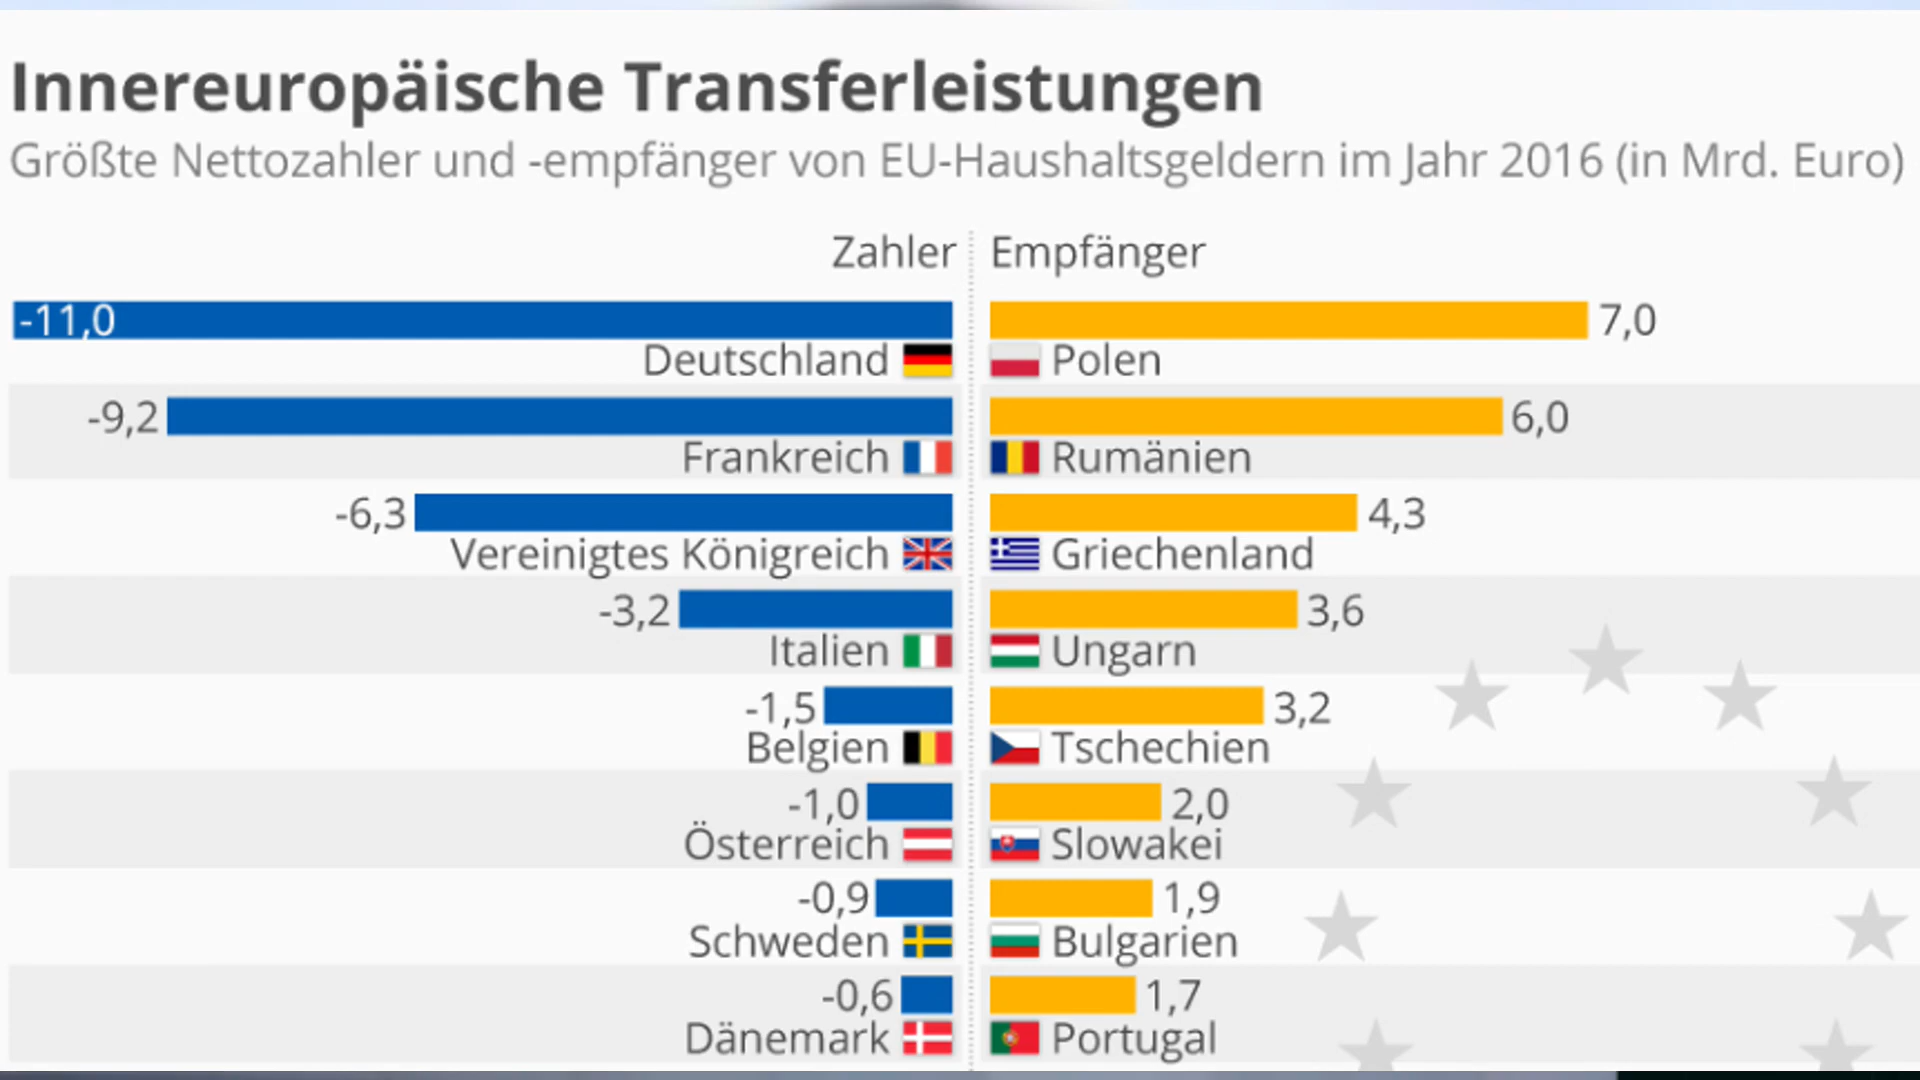 Innereuropäische Transferleistungen
Größte Nettozahler und -empfänger von EU-Haushaltsgeldern im Jahr 2016 (in Mrd. Euro)
Zahler Empfänger
-11,0 7,0
Deutschland Polen
-9,2 6,0
Frankreich Rumänien
-6,3 4,3
Vereinigtes Königreich Griechenland
-3,2 3,6
Italien Ungarn
-1,5 3,2
Belgien Tschechien
-1,0 2,0
Österreich Slowakei
-0,9 1,9
Schweden Bulgarien
-0,6 1,7
Dänemark Portugal